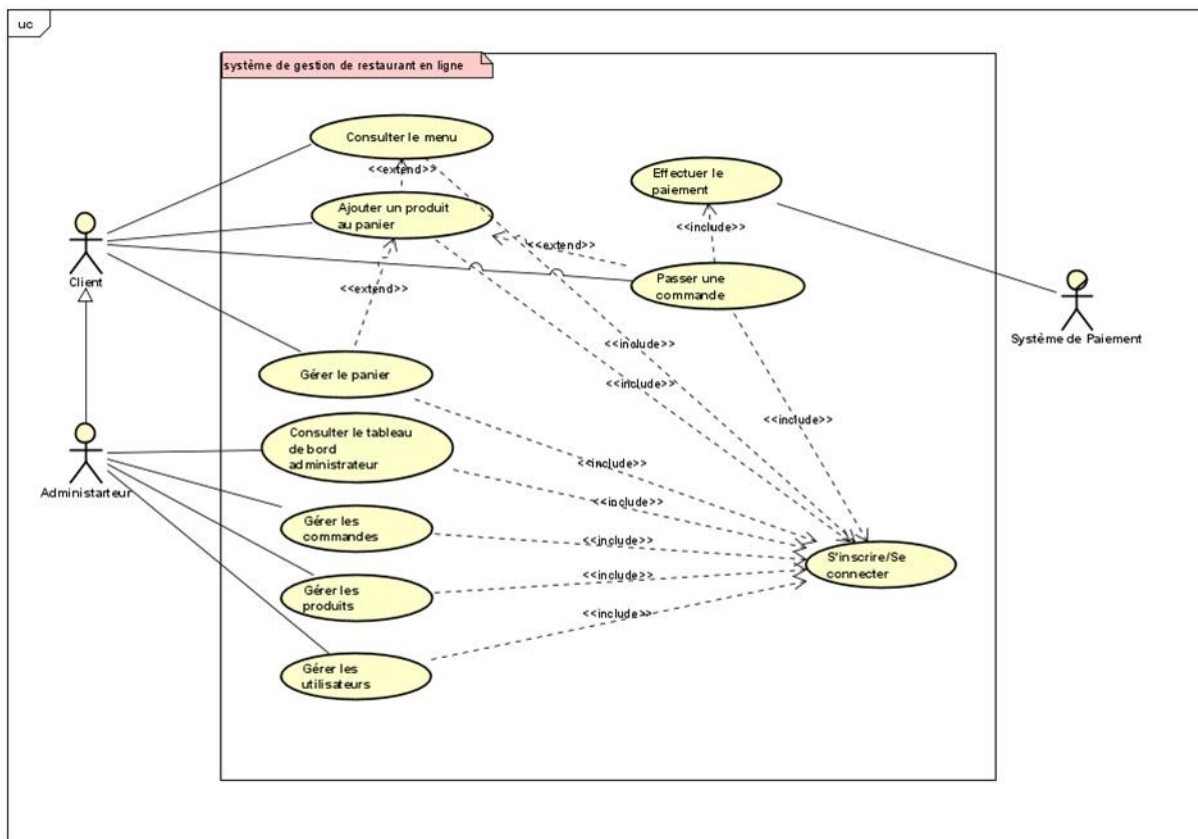 uc
système de gestion de restaurant en ligne
Consulter le menu
<<extend>>
Effectuer le
paiement
Ajouter un produit
au panier
<<include>>
<<extend>>
Client
Passer une
commande
<<extend>>
Système de Paiement
<<include>>
Gérer le panier
<<include>>
<<include>>
Consulter le tableau
de bord
administrateur
<<include>>
Administarteur
<<include>>
Gérer les
commandes
<<include>>
S'inscrire/Se
connecter
<<include>>
Gérer les
produits
<<include>>
Gérer les
utilisateurs